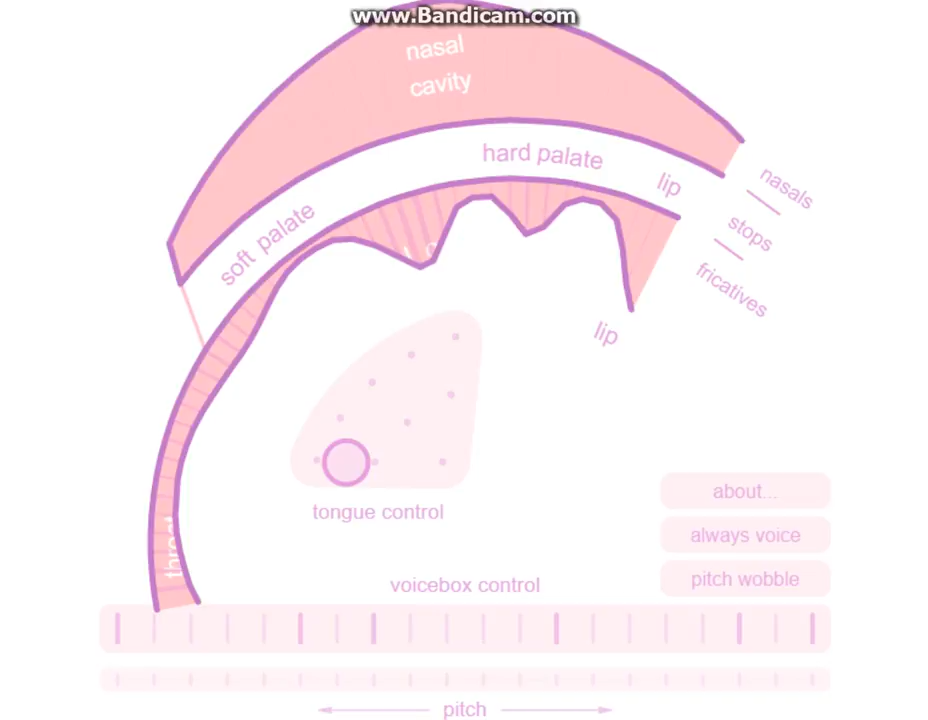 www.Bandicam.com
nasal
cavity
hard palate
lip
nasals
soft palate
stops
fricatives
lip
tongue control
about...
always voice
voicebox control
pitch wobble
pitch